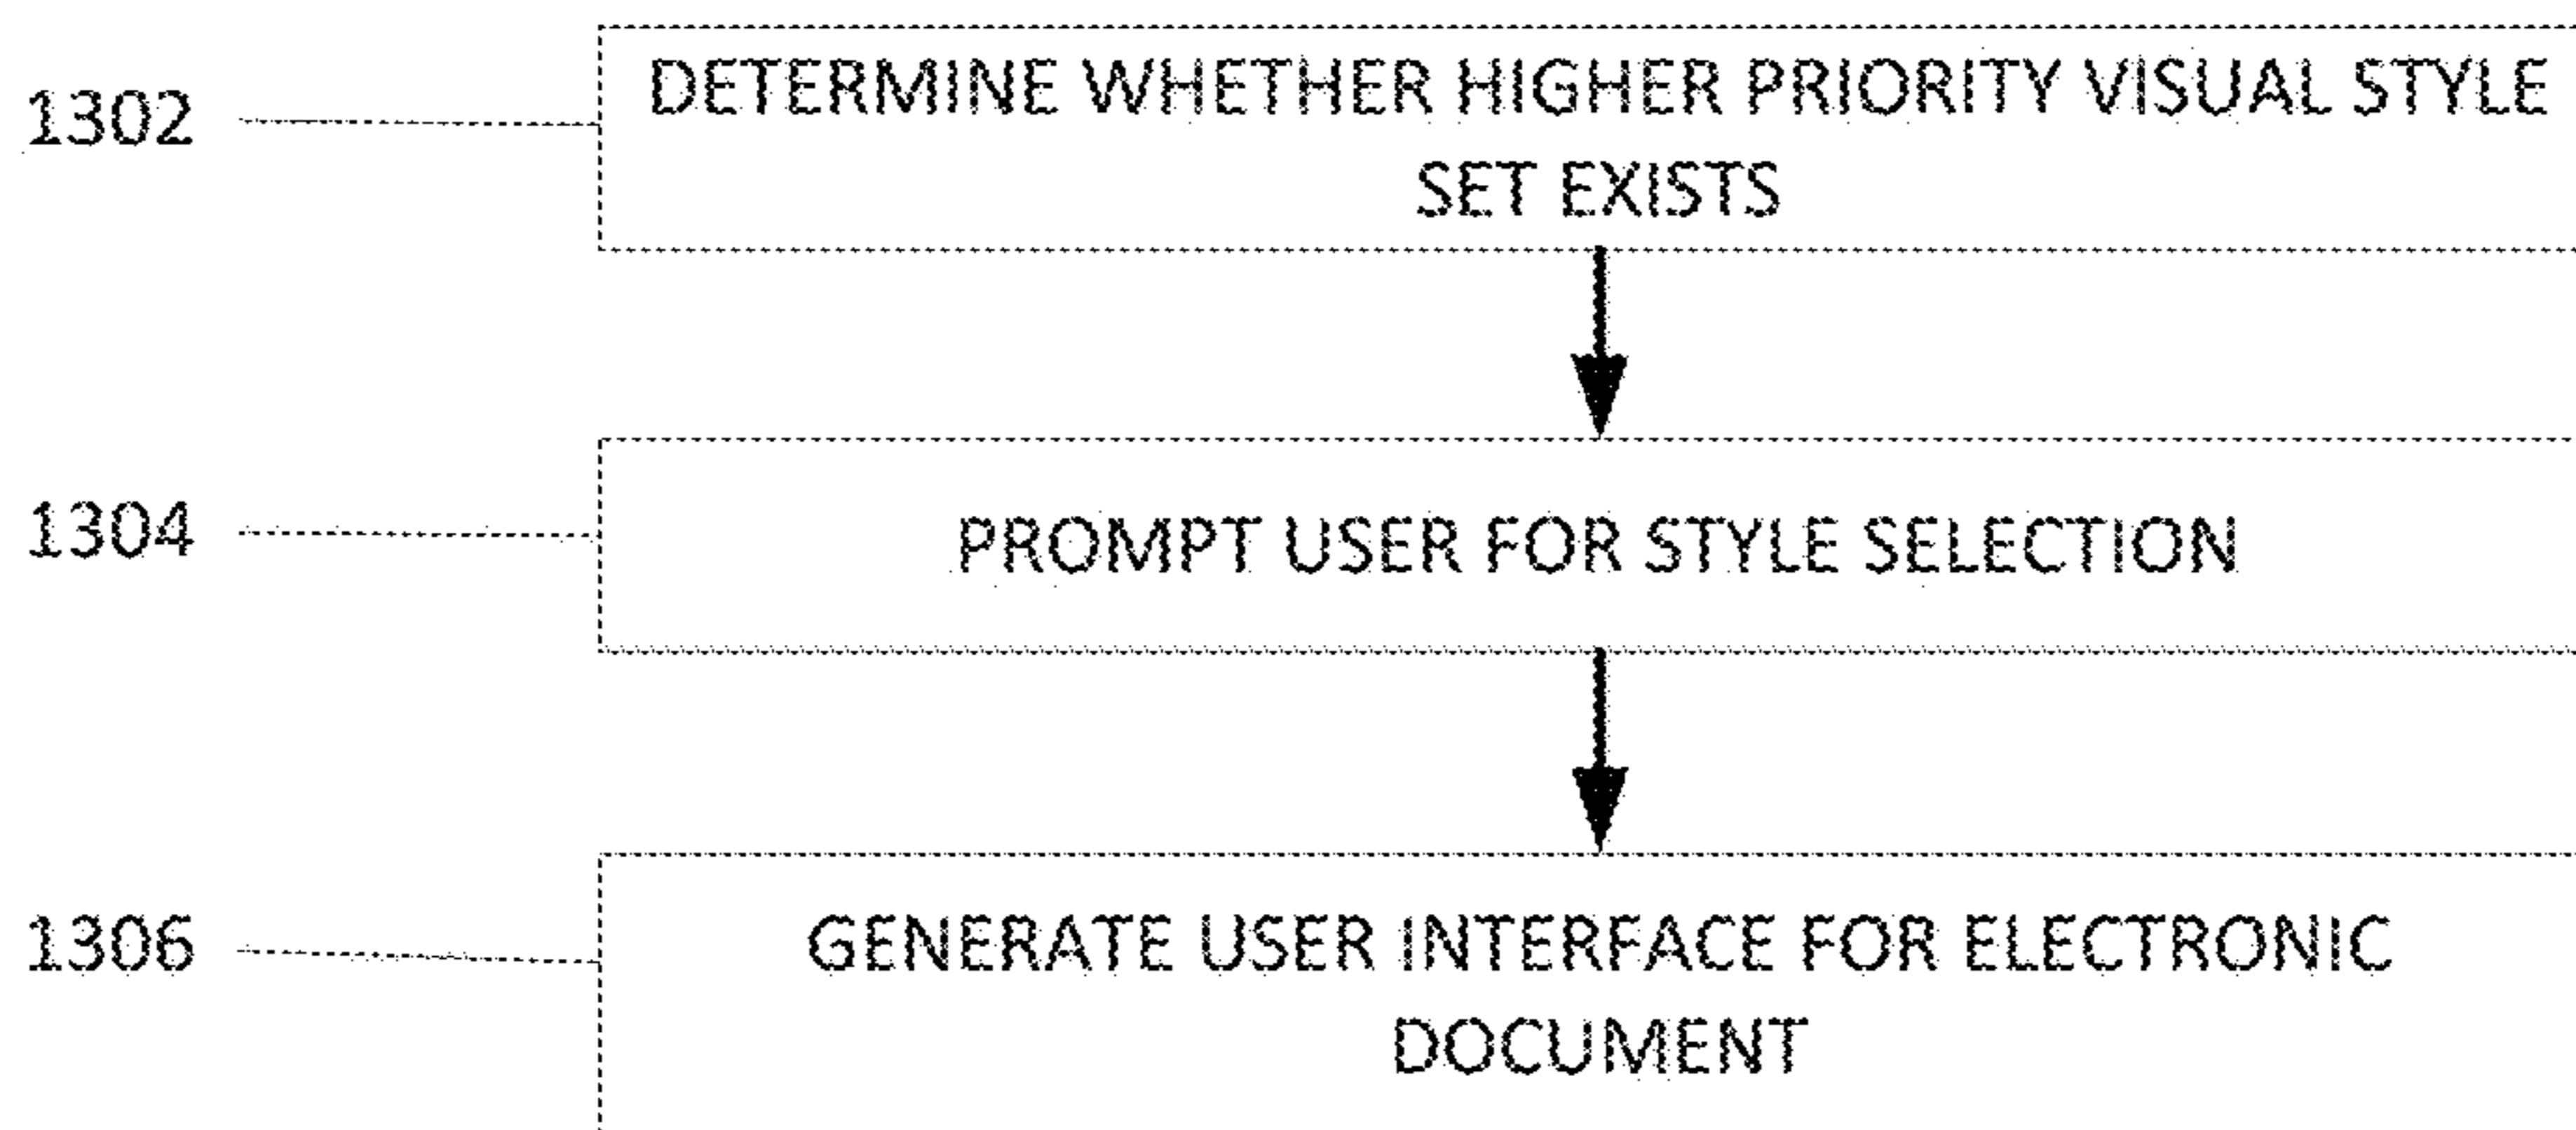 1302
DETERMINE WHETHER HIGHER PRIORITY VISUAL STYLE
SET EXISTS
1304
PROMPT USER FOR STYLE SELECTION
1306
GENERATE USER INTERFACE FOR ELECTRONIC
DOCUMENT